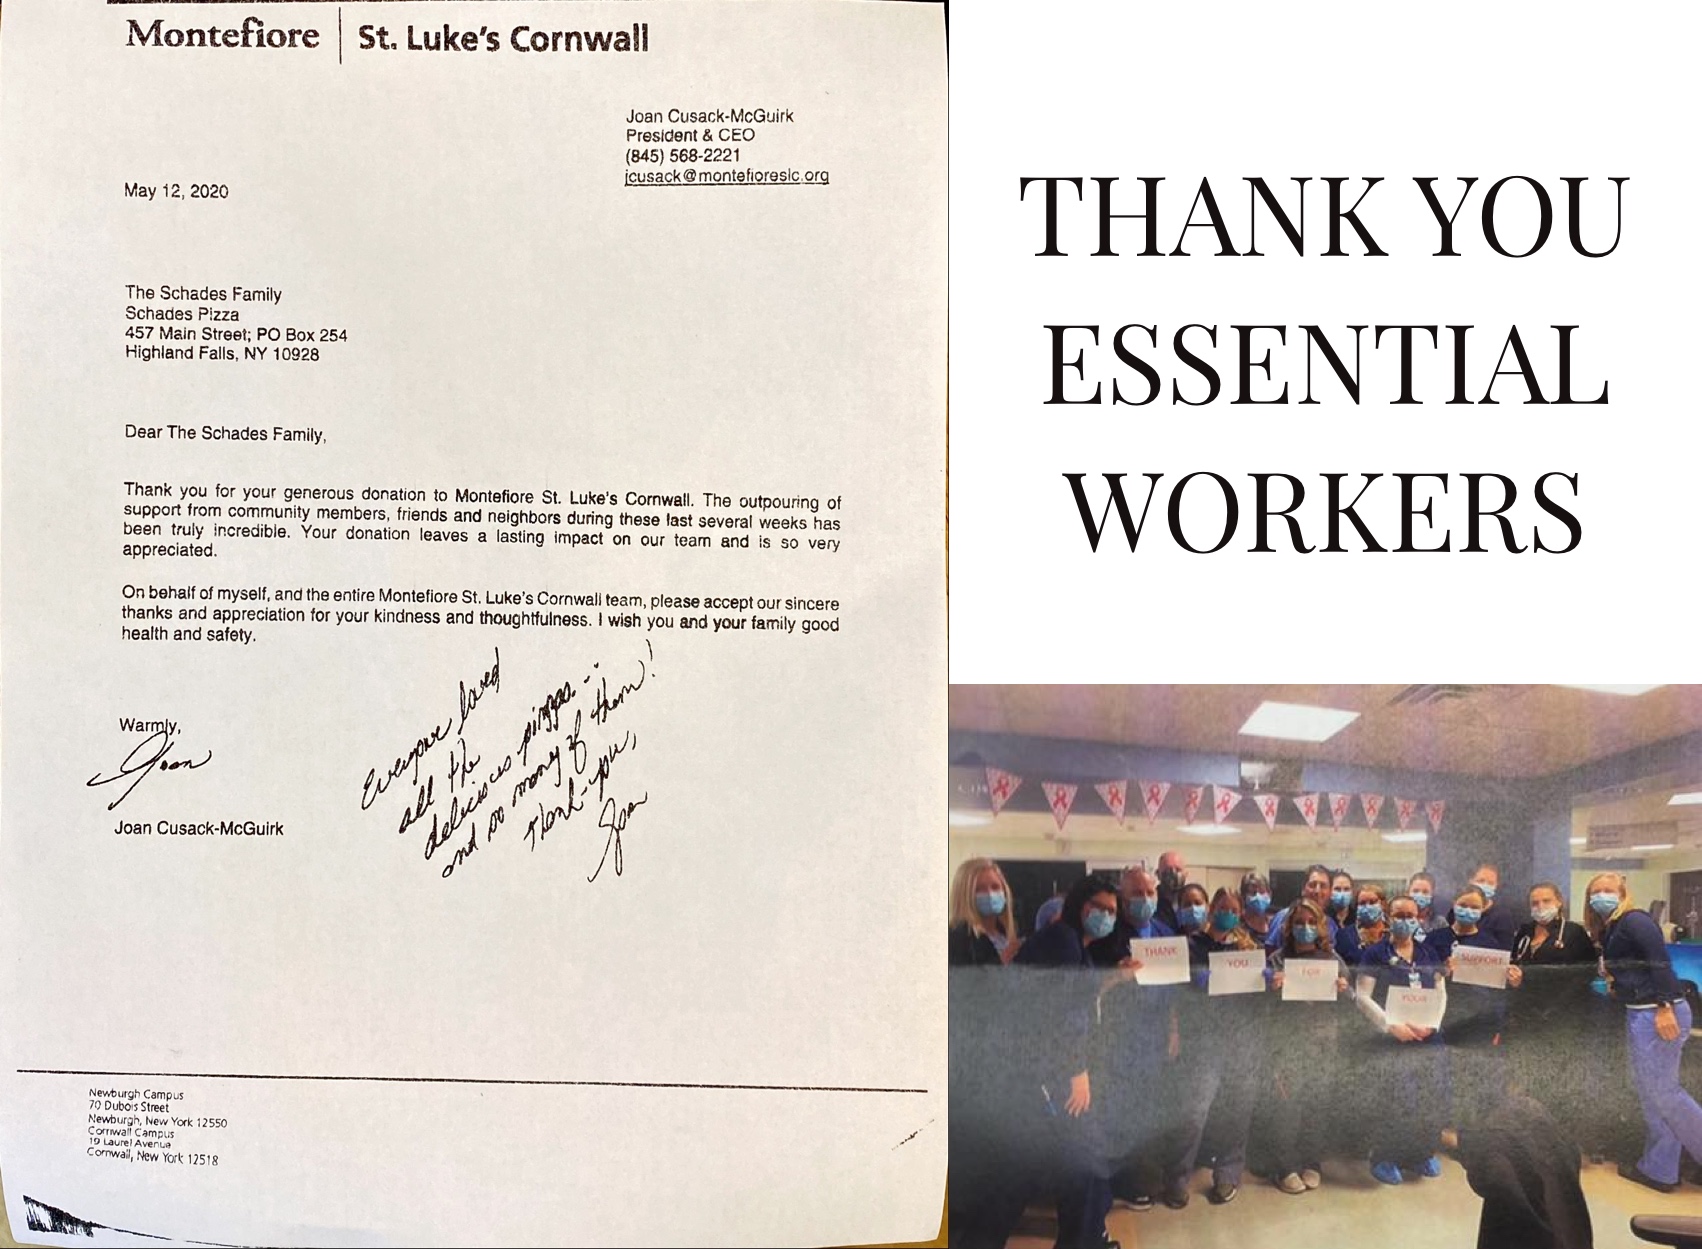 Montefiore | St. Luke's Cornwall
Joan Cusack-McGuirk
President & CEO
(845) 568-2221
jcusack@montefioreslc.org
May 12, 2020
The Schades Family
Schades Pizza
457 Main Street; PO Box 254
Highland Falls, NY 10928
Dear The Schades Family,
Thank you for your generous donation to Montefiore St. Luke's Cornwall. The outpouring of
support from community members, friends and neighbors during these last several weeks has
been truly incredible. Your donation leaves a lasting impact on our team and is so very
appreciated.
On behalf of myself, and the entire Montefiore St. Luke's Cornwall team, please accept our sincere
thanks and appreciation for your kindness and thoughtfulness. I wish you and your family good
health and safety.
Warmly,
Joan
Joan Cusack-McGuirk
Everyone loved
all the
delicious pizzas...
and so many of them!
Thank-you,
Joan
Newburgh Campus
70 Dubois Street
Newburgh, New York 12550
Cornwall Campus
19 Laurel Avenue
Cornwall, New York 12518
THANK YOU
ESSENTIAL
WORKERS
THANK
YOU
FOR
YOUR
SUPPORT